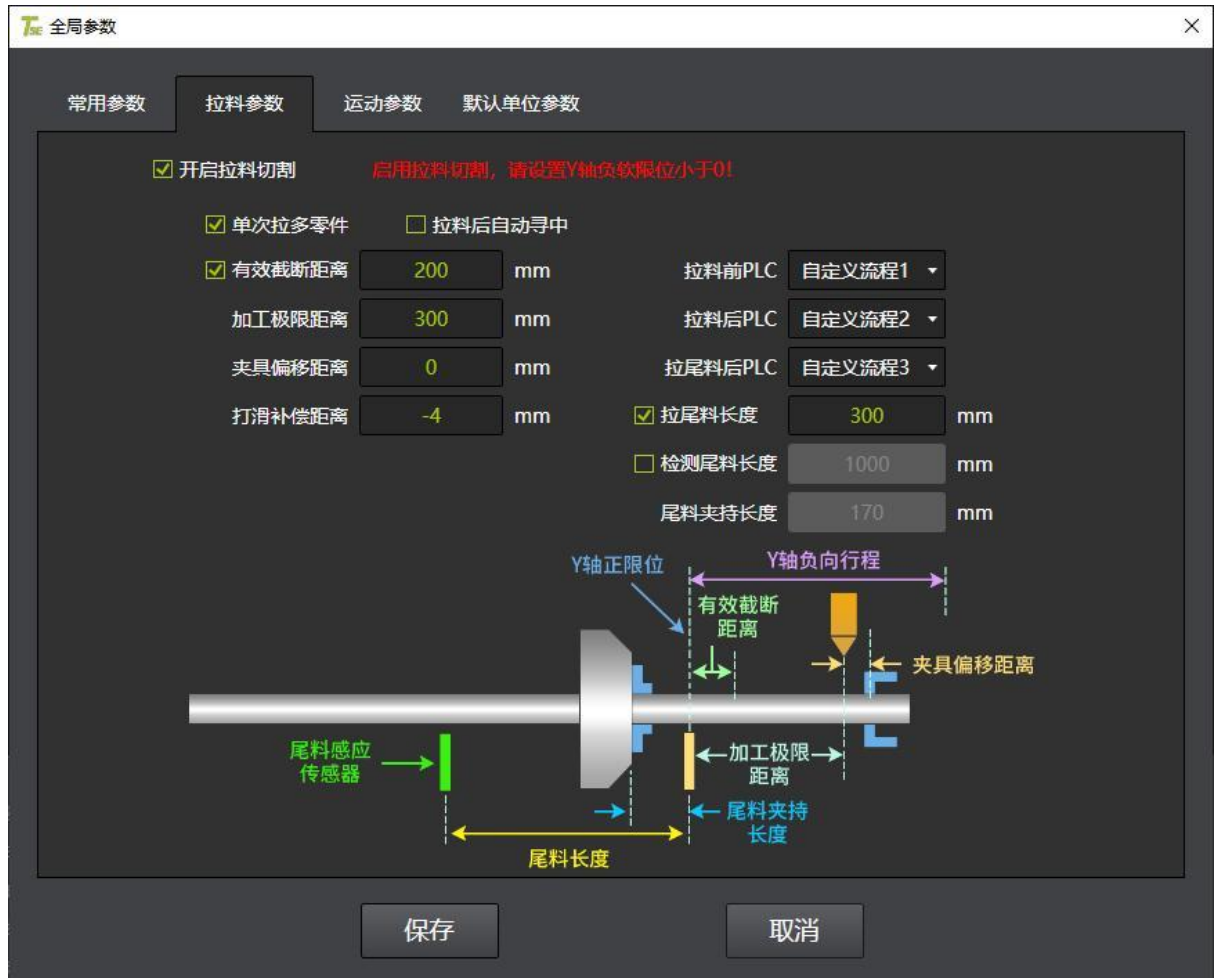 TSE 全局参数
常用参数 拉料参数 运动参数 默认单位参数
开启拉料切割 启用拉料切割，请设置Y轴负软限位小于0！
单次拉多零件 拉料后自动寻中
有效截断距离 200 mm 拉料前PLC 自定义流程1
加工极限距离 300 mm 拉料后PLC 自定义流程2
夹具偏移距离 0 mm 拉尾料后PLC 自定义流程3
打滑补偿距离 -4 mm 拉尾料长度 300 mm
检测尾料长度 1000 mm
尾料夹持长度 170 mm
Y轴正限位 Y轴负向行程
有效截断
距离
夹具偏移距离
尾料感应
传感器
加工极限
距离
尾料夹持
长度
尾料长度
保存 取消